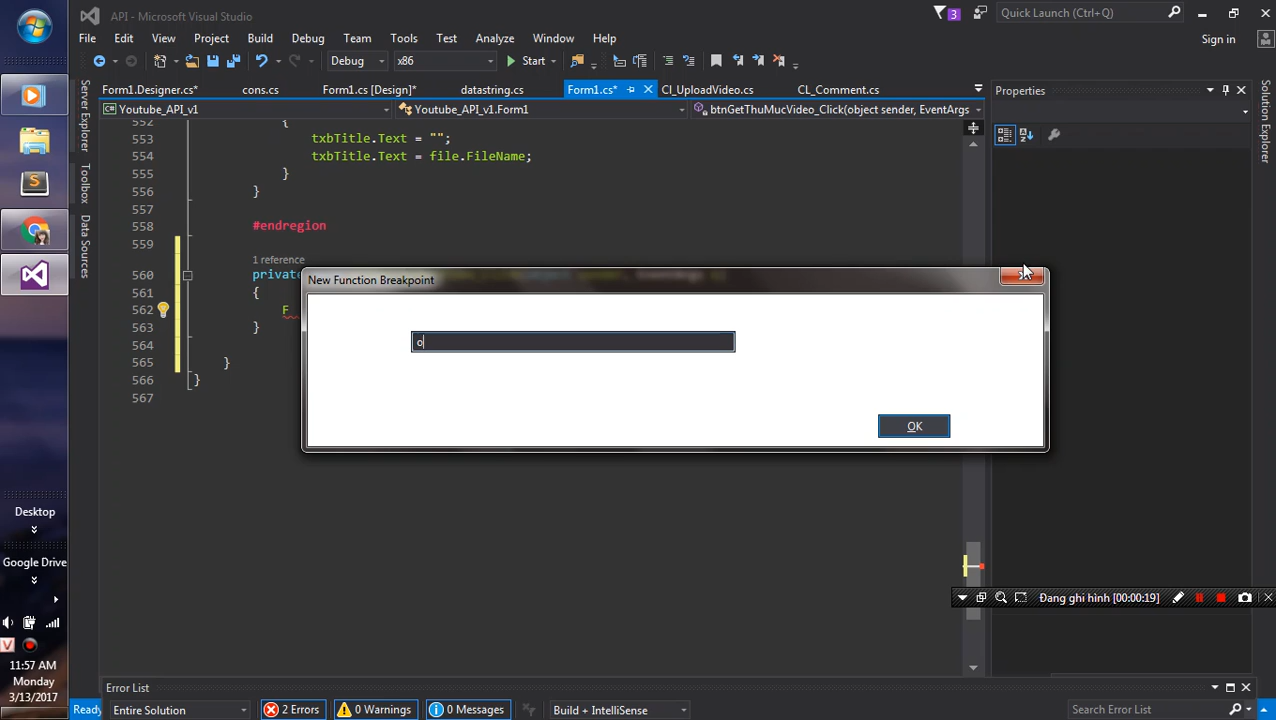 API - Microsoft Visual Studio
3
Quick Launch (Ctrl+Q)
File Edit View Project Build Debug Team Tools Test Analyze Window Help
Sign in
Debug x86 Start
Form1.Designer.cs* cons.cs Form1.cs [Design]* datastring.cs Form1.cs* CI_UploadVideo.cs CL_Comment.cs
Properties
Youtube_API_v1 Youtube_API_v1.Form1 btnGetThuMucVideo_Click(object sender, EventArgs
Server Explorer
Toolbox
Data Sources
Solution Explorer
552 {
553 txbTitle.Text = "";
554 txbTitle.Text = file.FileName;
555 }
556 }
557
558 #endregion
559
1 reference
560 private
561 {
562 F
563 }
564
565 }
566 }
567
New Function Breakpoint
o
OK
Đang ghi hình [00:00:19]
Desktop
Google Drive
V
11:57 AM
Monday
3/13/2017
Error List
Ready
Entire Solution 2 Errors 0 Warnings 0 Messages Build + IntelliSense Search Error List